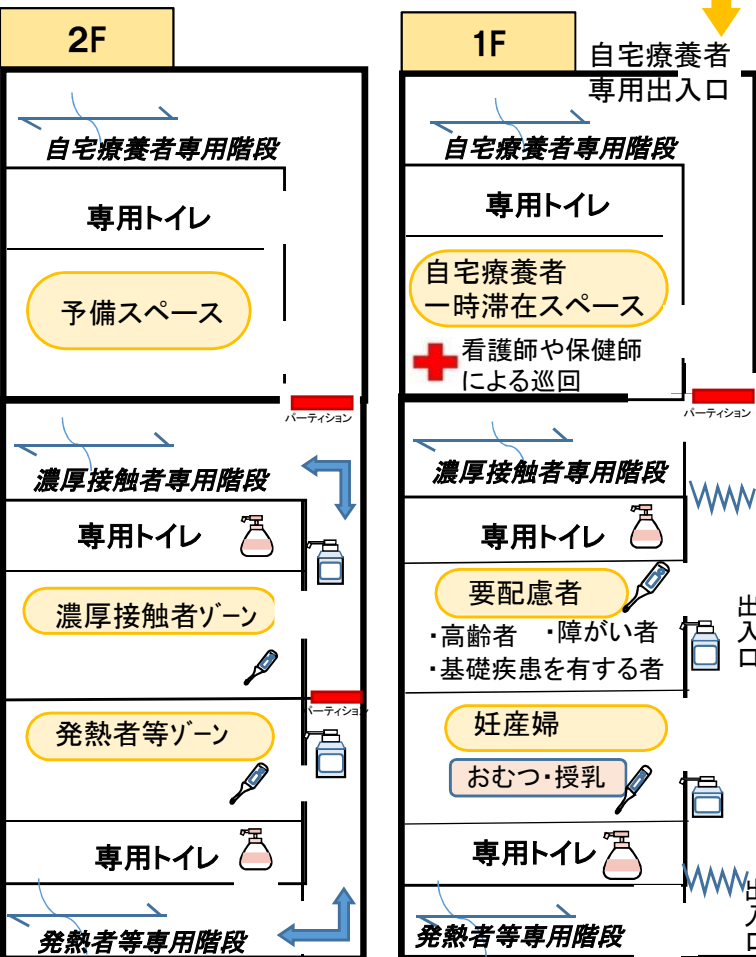 2F
自宅療養者専用階段
専用トイレ
予備スペース
パーティション
濃厚接触者専用階段
専用トイレ
濃厚接触者ゾーン
パーティション
発熱者等ゾーン
専用トイレ
発熱者等専用階段
1F
自宅療養者
専用出入口
自宅療養者専用階段
専用トイレ
自宅療養者
一時滞在スペース
看護師や保健師
による巡回
パーティション
濃厚接触者専用階段
専用トイレ
要配慮者
・高齢者 ・障がい者
・基礎疾患を有する者
出入口
妊産婦
おむつ・授乳
専用トイレ
発熱者等専用階段
出入口